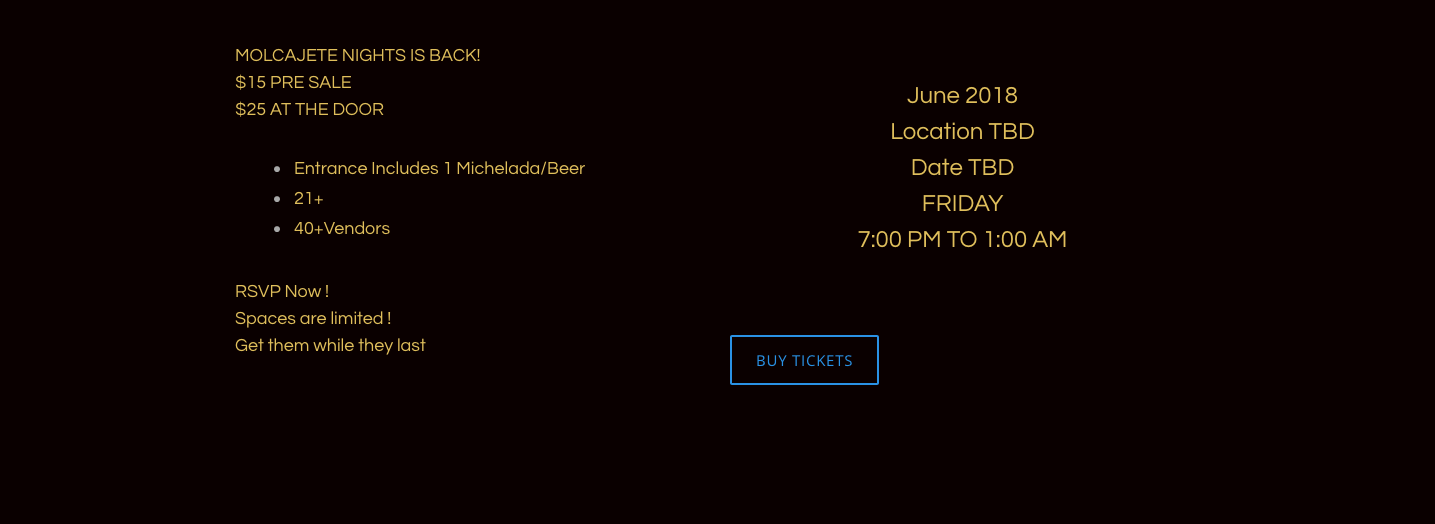 MOLCAJETE NIGHTS IS BACK!
$15 PRE SALE
$25 AT THE DOOR
Entrance Includes 1 Michelada/Beer
21+
40+Vendors
RSVP Now !
Spaces are limited !
Get them while they last
June 2018
Location TBD
Date TBD
FRIDAY
7:00 PM TO 1:00 AM
BUY TICKETS